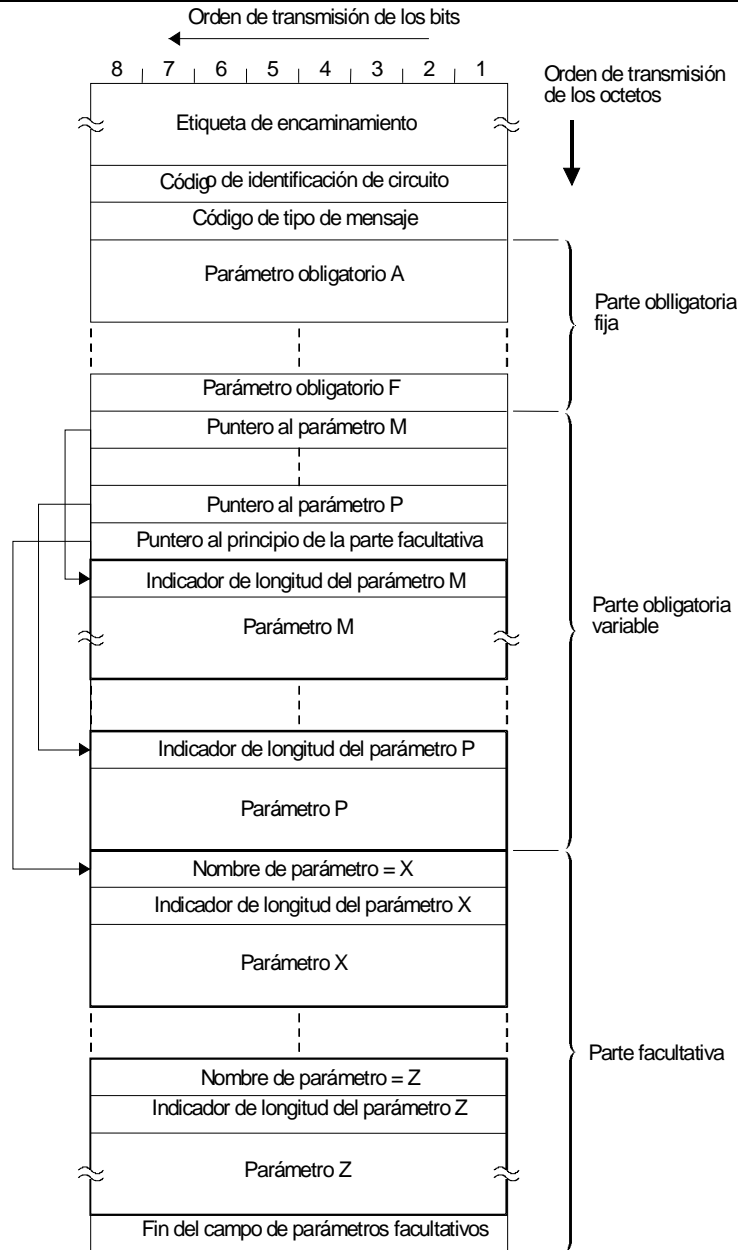 Orden de transmisión de los bits
8 7 6 5 4 3 2 1
Orden de transmisión
de los octetos
Etiqueta de encaminamiento
Código de identificación de circuito
Código de tipo de mensaje
Parámetro obligatorio A
Parte oblligatoria
fija
Parámetro obligatorio F
Puntero al parámetro M
Puntero al parámetro P
Puntero al principio de la parte facultativa
Indicador de longitud del parámetro M
Parámetro M
Parte obligatoria
variable
Indicador de longitud del parámetro P
Parámetro P
Nombre de parámetro = X
Indicador de longitud del parámetro X
Parámetro X
Parte facultativa
Nombre de parámetro = Z
Indicador de longitud del parámetro Z
Parámetro Z
Fin del campo de parámetros facultativos